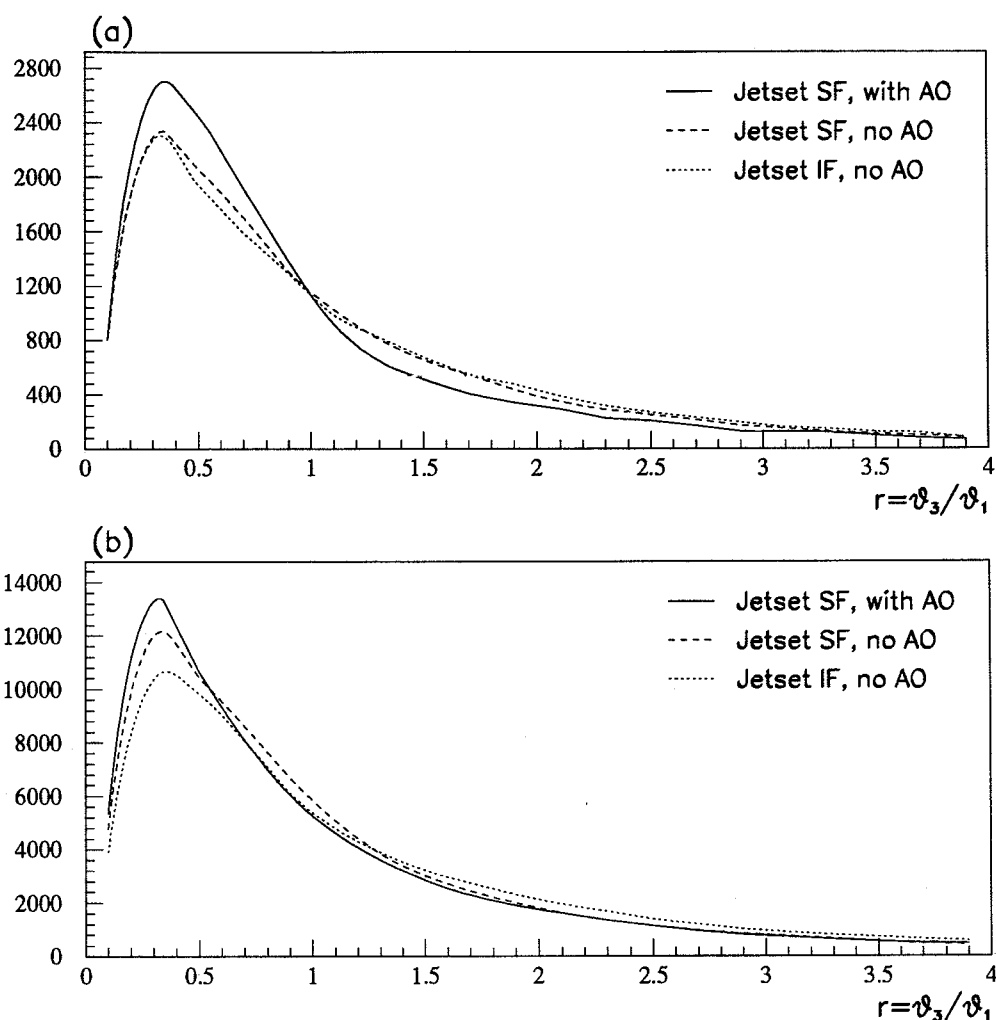 (a)
2800
2400
2000
1600
1200
800
400
0
Jetset SF, with AO
Jetset SF, no AO
Jetset IF, no AO
0 0.5 1 1.5 2 2.5 3 3.5 4
r=ϑ₃/ϑ₁
(b)
14000
12000
10000
8000
6000
4000
2000
0
Jetset SF, with AO
Jetset SF, no AO
Jetset IF, no AO
0 0.5 1 1.5 2 2.5 3 3.5 4
r=ϑ₃/ϑ₁